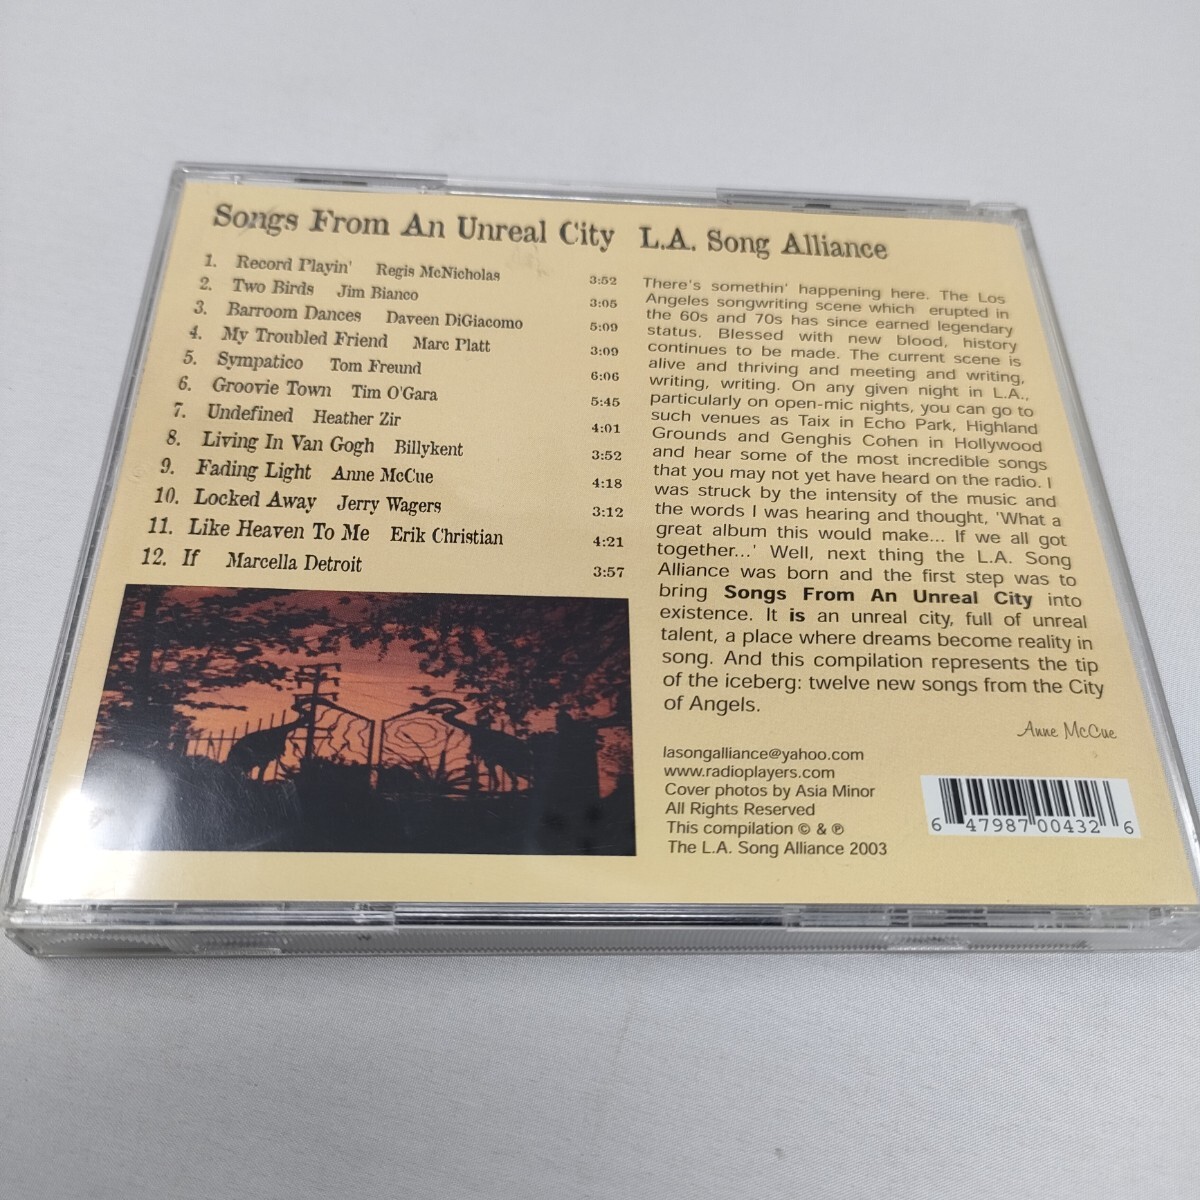 Songs From An Unreal City L.A. Song Alliance
1. Record Playin' Regis McNicholas 3:52
2. Two Birds Jim Bianco 3:05
3. Barroom Dances Daveen DiGiacomo 5:09
4. My Troubled Friend Marc Platt 3:09
5. Sympatico Tom Freund 6:06
6. Groovie Town Tim O'Gara 5:45
7. Undefined Heather Zir 4:01
8. Living In Van Gogh Billykent 3:52
9. Fading Light Anne McCue 4:18
10. Locked Away Jerry Wagers 3:12
11. Like Heaven To Me Erik Christian 4:21
12. If Marcella Detroit 3:57
There's somethin' happening here. The Los
Angeles songwriting scene which erupted in
the 60s and 70s has since earned legendary
status. Blessed with new blood, history
continues to be made. The current scene is
alive and thriving and meeting and writing,
writing, writing. On any given night in L.A.,
particularly on open-mic nights, you can go to
such venues as Taix in Echo Park, Highland
Grounds and Genghis Cohen in Hollywood
and hear some of the most incredible songs
that you may not yet have heard on the radio. I
was struck by the intensity of the music and
the words I was hearing and thought, 'What a
great album this would make... If we all got
together...' Well, next thing the L.A. Song
Alliance was born and the first step was to
bring Songs From An Unreal City into
existence. It is an unreal city, full of unreal
talent, a place where dreams become reality in
song. And this compilation represents the tip
of the iceberg: twelve new songs from the City
of Angels.
Anne McCue
lasongalliance@yahoo.com
www.radioplayers.com
Cover photos by Asia Minor
All Rights Reserved
This compilation © & ℗
The L.A. Song Alliance 2003
6 47987 00432 6